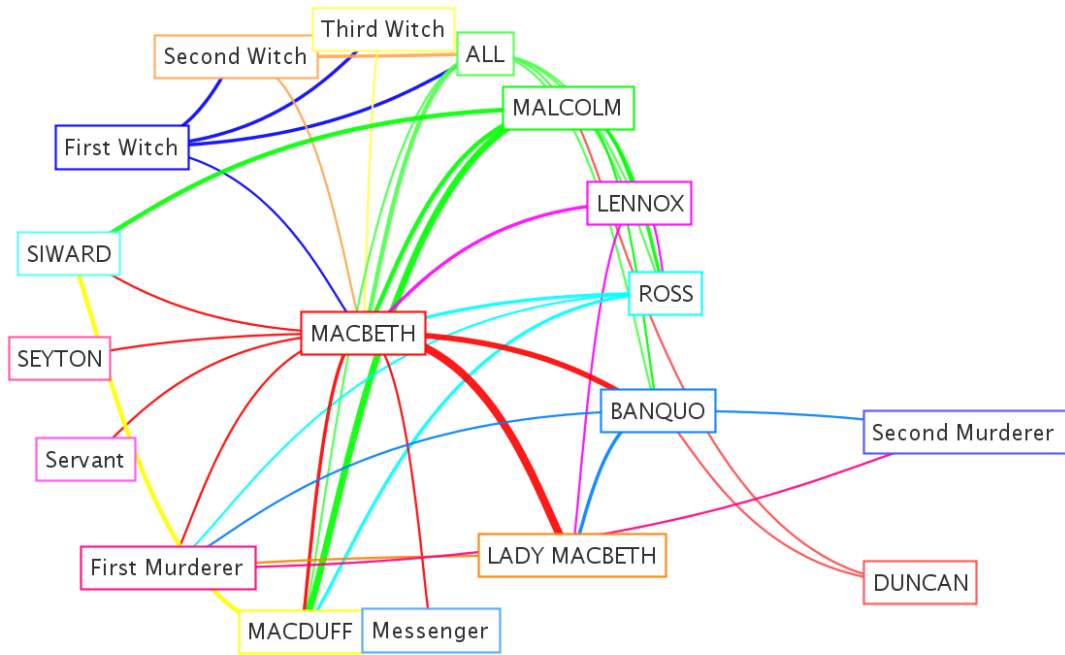 Third Witch
Second Witch
ALL
MALCOLM
First Witch
LENNOX
SIWARD
ROSS
MACBETH
SEYTON
BANQUO
Second Murderer
Servant
First Murderer
LADY MACBETH
DUNCAN
MACDUFF
Messenger